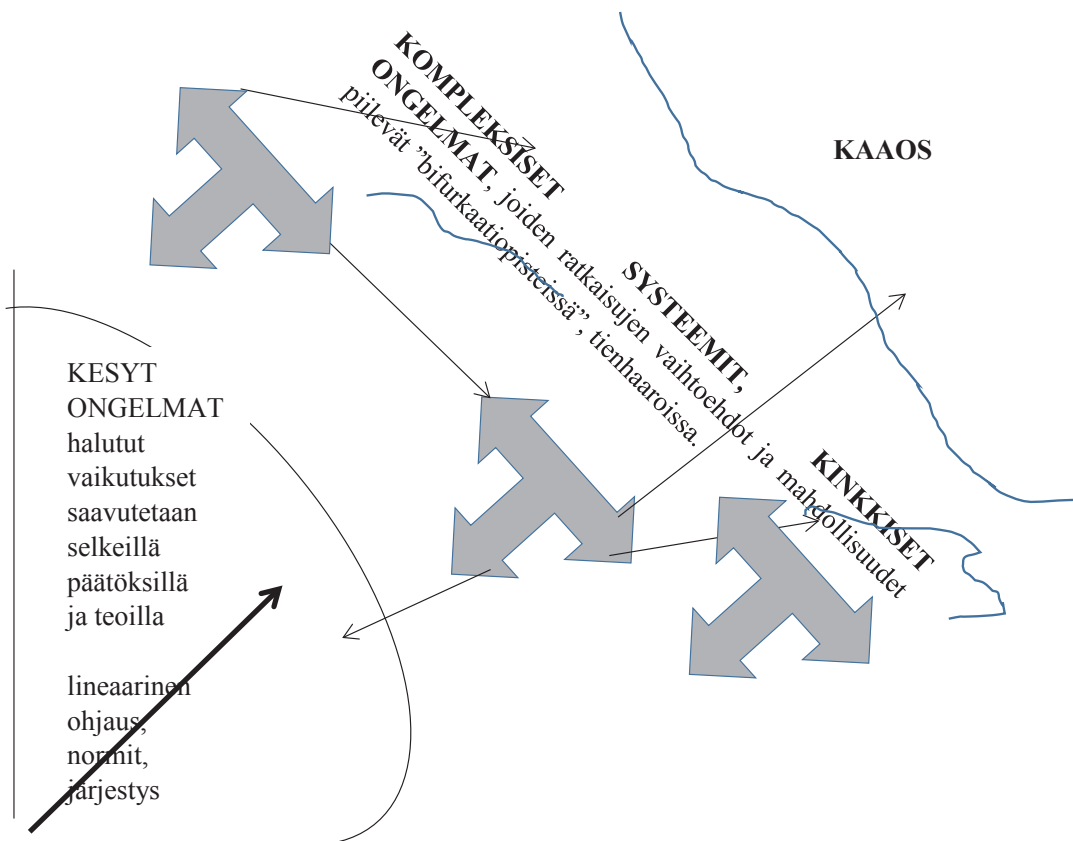 KOMPLEKSISET SYSTEEMIT, KINKKISET
ONGELMAT, joiden ratkaisujen vaihtoehdot ja mahdollisuudet
piilevät ”bifurkaatiopisteissä”, tienhaaroissa.
KAAOS
KESYT
ONGELMAT
halutut
vaikutukset
saavutetaan
selkeillä
päätöksillä
ja teoilla
lineaarinen
ohjaus,
normit,
järjestys